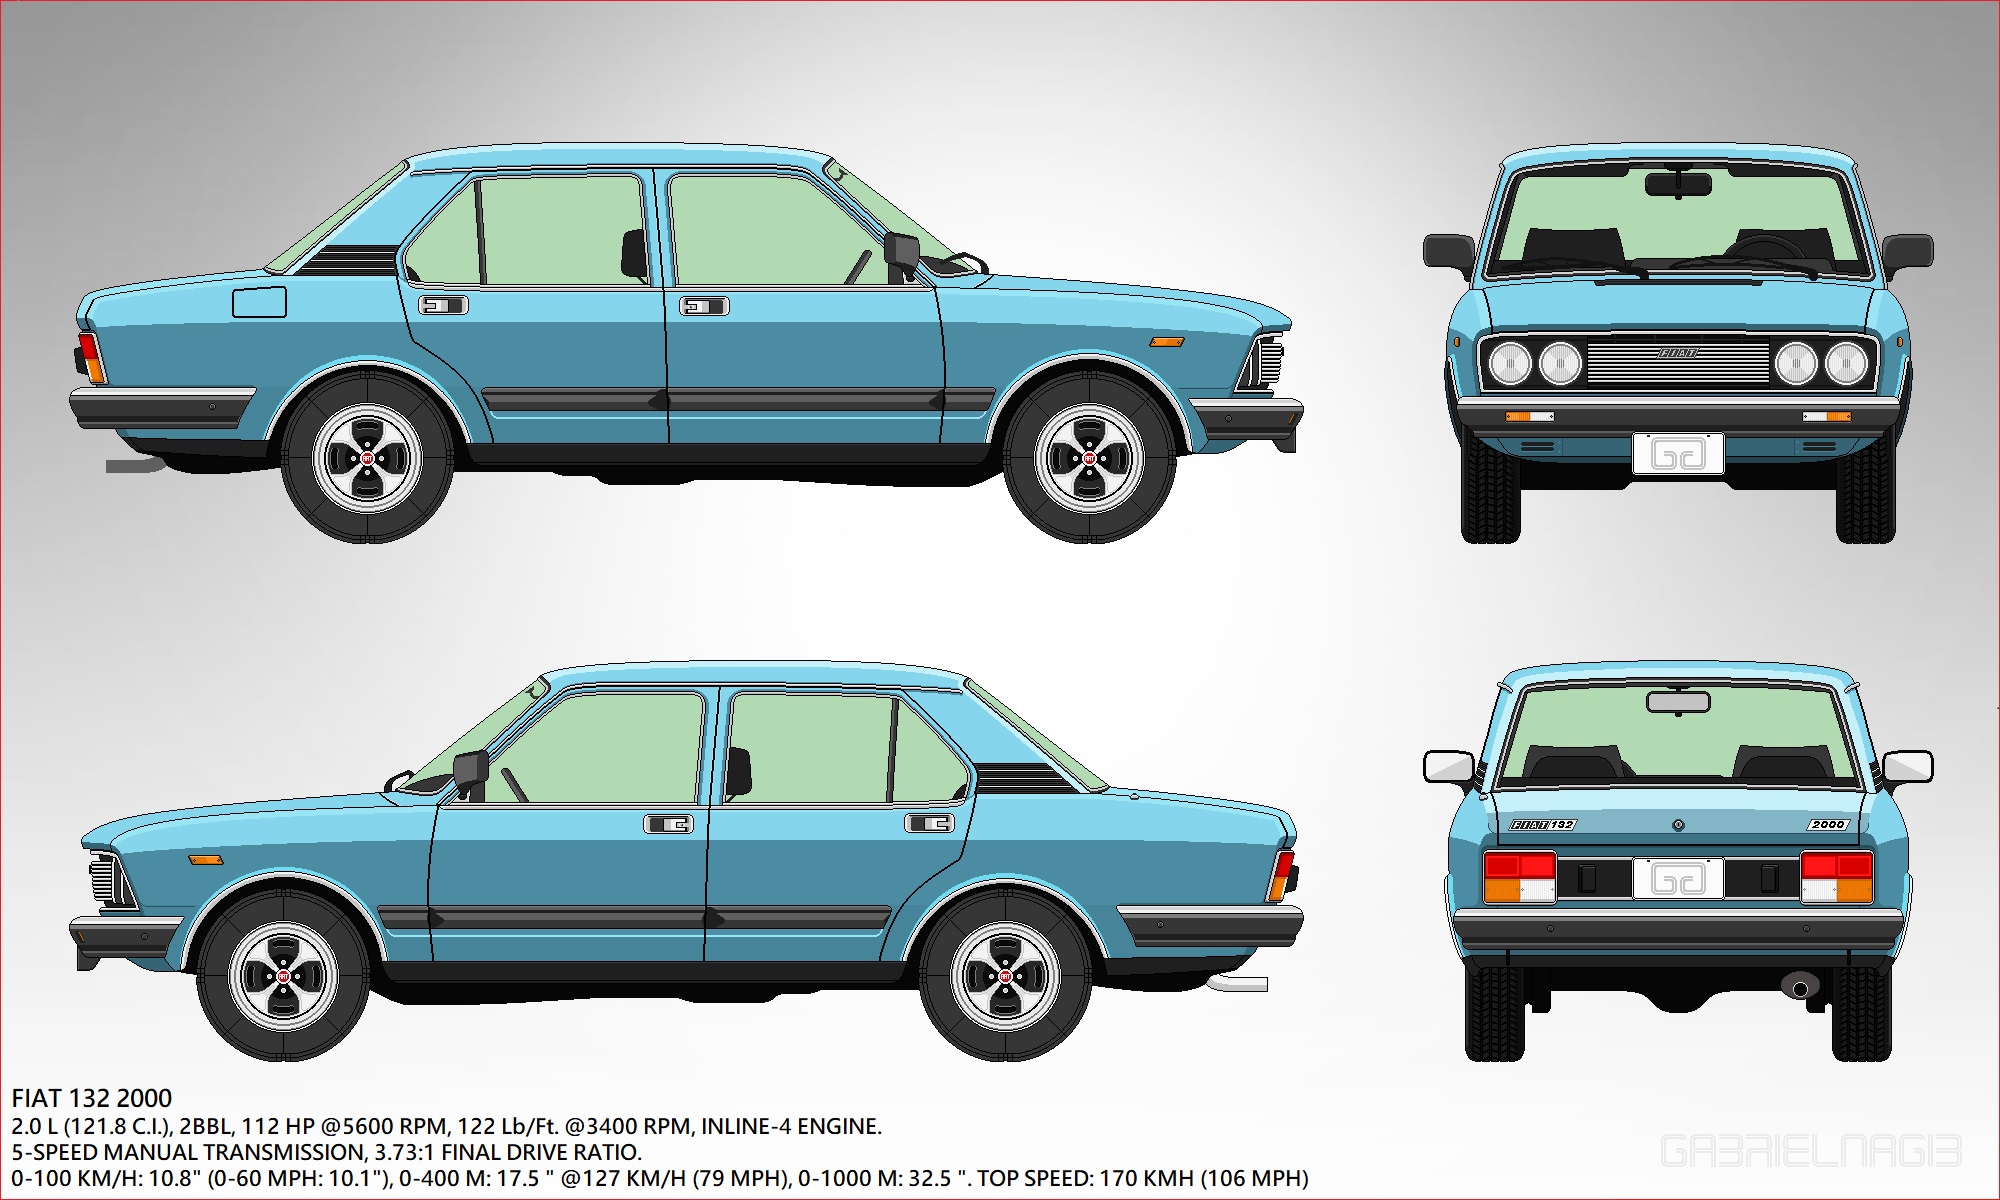 FIAT
GG
FIAT 132
2000
GG
FIAT 132 2000
2.0 L (121.8 C.I.), 2BBL, 112 HP @5600 RPM, 122 Lb/Ft. @3400 RPM, INLINE-4 ENGINE.
5-SPEED MANUAL TRANSMISSION, 3.73:1 FINAL DRIVE RATIO.
0-100 KM/H: 10.8" (0-60 MPH: 10.1"), 0-400 M: 17.5 " @127 KM/H (79 MPH), 0-1000 M: 32.5 ". TOP SPEED: 170 KMH (106 MPH)
GABRIELNAGIB